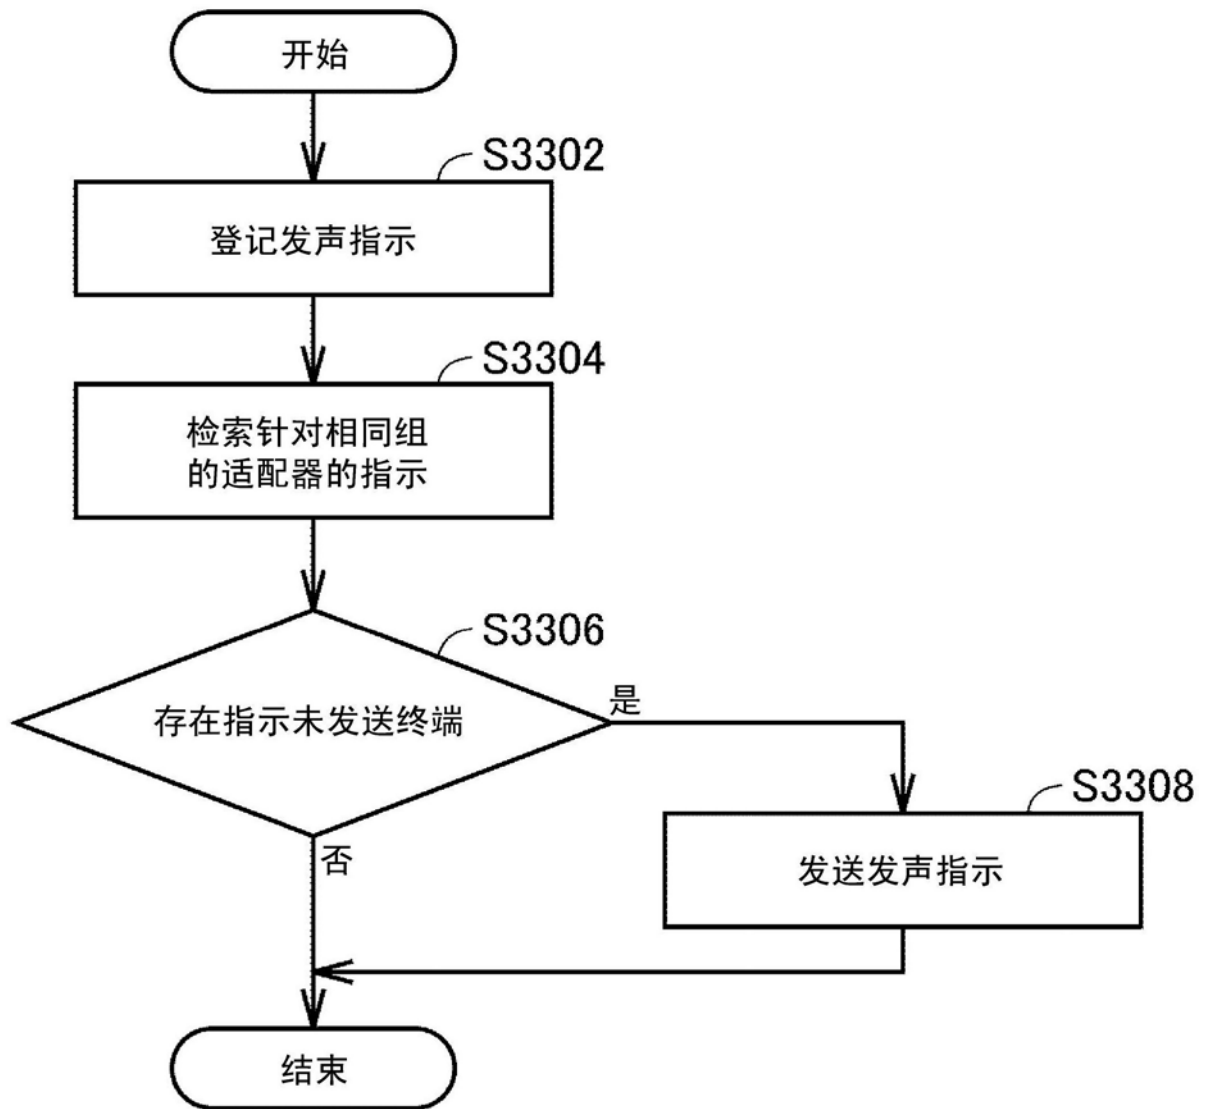 开始
S3302
登记发声指示
S3304
检索针对相同组
的适配器的指示
S3306
存在指示未发送终端
是
S3308
发送发声指示
否
结束